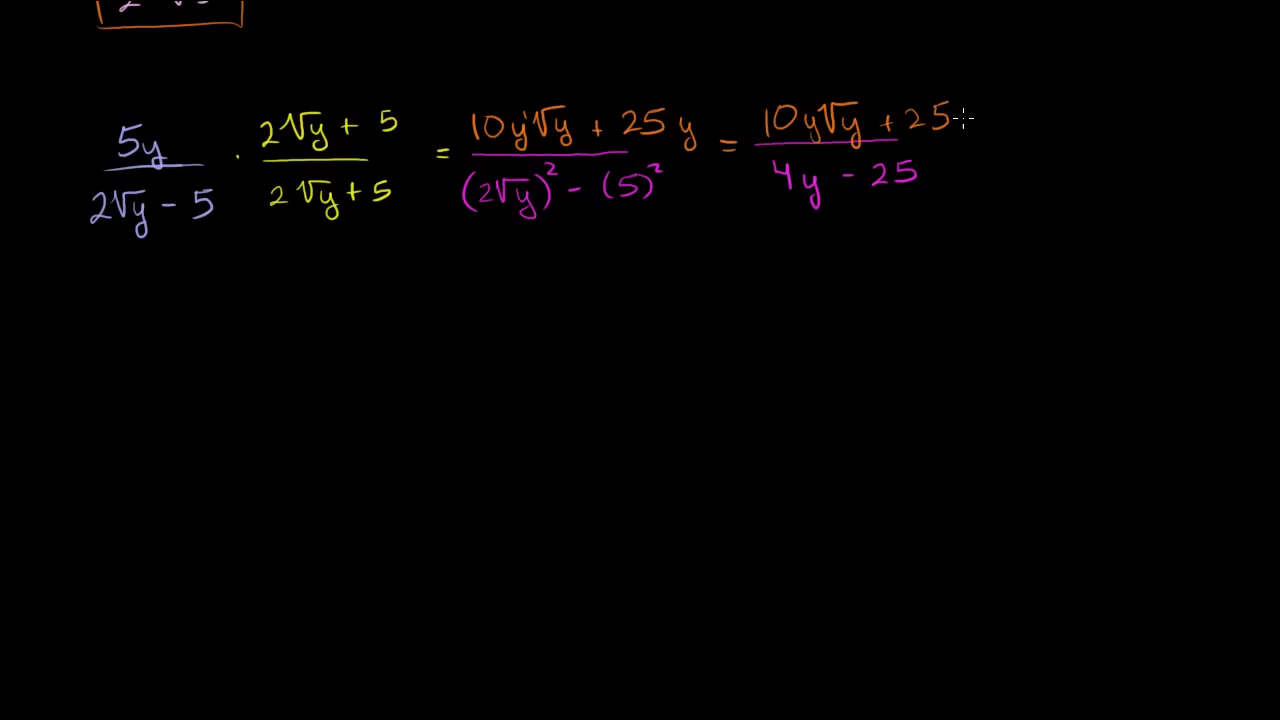 5y / (2√y - 5) · (2√y + 5) / (2√y + 5) = (10y√y + 25y) / ((2√y)² - (5)²) = (10y√y + 25) / (4y - 25)